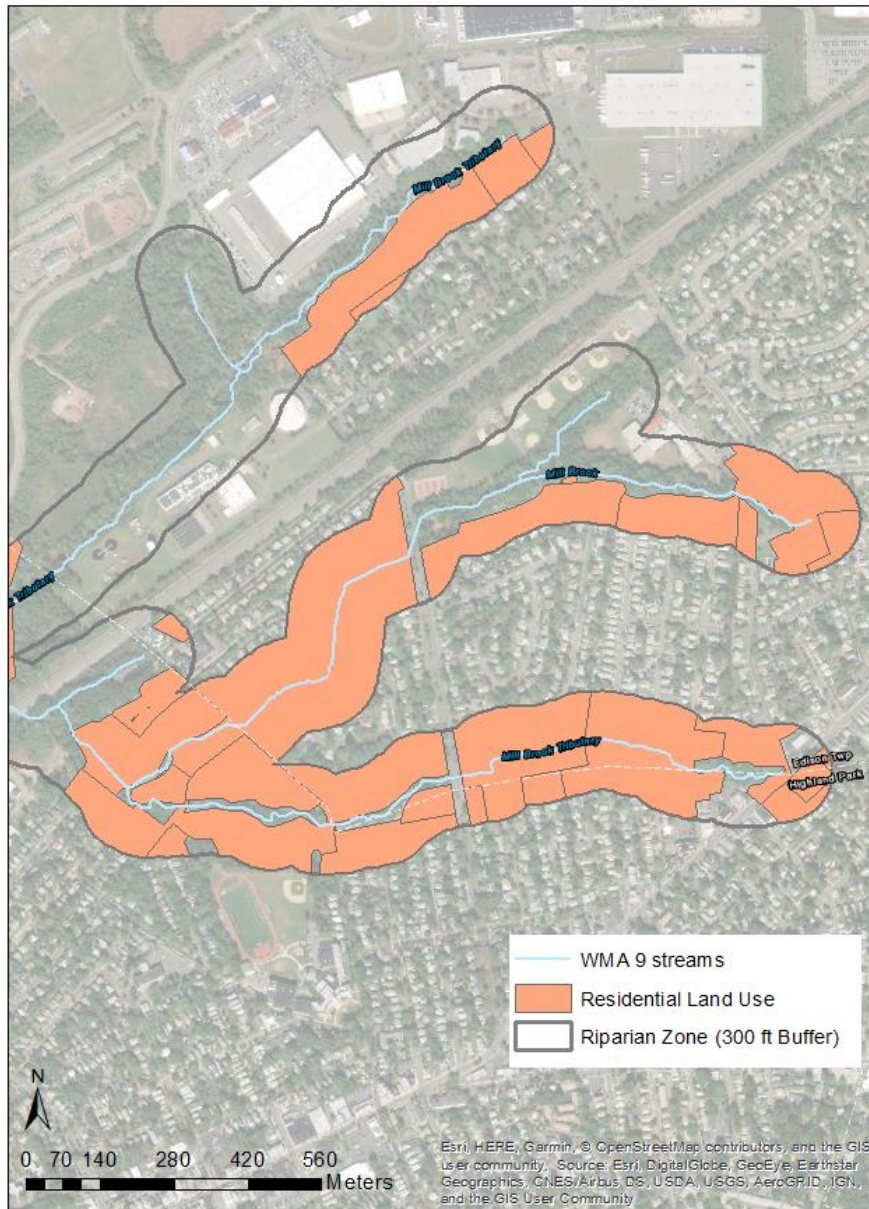 Mill Brook Tributary
Mill Brook
Tributary
Mill Brook Tributary
Edison Twp
Highland Park
WMA 9 streams
Residential Land Use
Riparian Zone (300 ft Buffer)
N
0 70 140 280 420 560
Meters
Esri, HERE, Garmin, © OpenStreetMap contributors, and the GIS
user community, Source: Esri, DigitalGlobe, GeoEye, Earthstar
Geographics, CNES/Airbus DS, USDA, USGS, AeroGRID, IGN,
and the GIS User Community